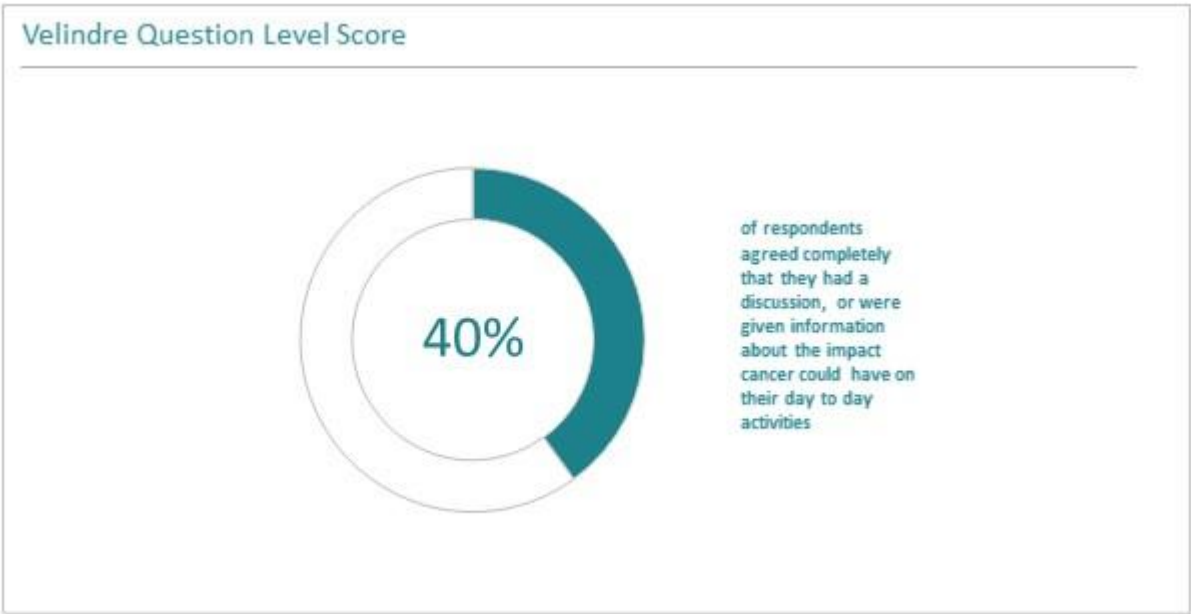 Velindre Question Level Score
40%
of respondents
agreed completely
that they had a
discussion, or were
given information
about the impact
cancer could have on
their day to day
activities